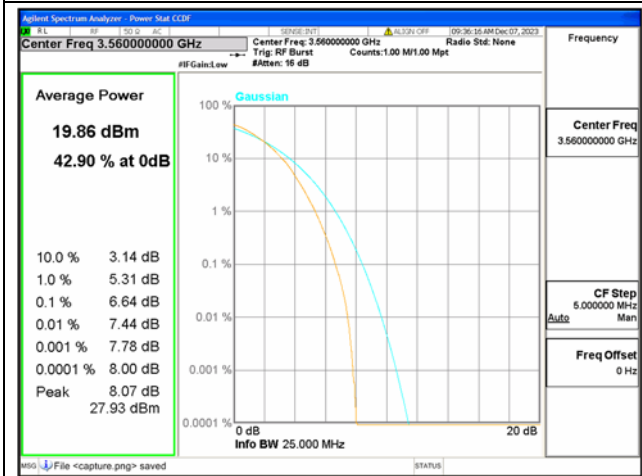 Agilent Spectrum Analyzer - Power Stat CCDF
RL RF 50 Ω AC SENSE:INT ALIGN OFF 09:36:16 AM Dec 07, 2023
Center Freq 3.560000000 GHz
Center Freq: 3.560000000 GHz Radio Std: None
Trig: RF Burst Counts:1.00 M/1.00 Mpt
#IFGain:Low #Atten: 16 dB
Frequency
Average Power
19.86 dBm
42.90 % at 0dB
10.0 % 3.14 dB
1.0 % 5.31 dB
0.1 % 6.64 dB
0.01 % 7.44 dB
0.001 % 7.78 dB
0.0001 % 8.00 dB
Peak 8.07 dB
27.93 dBm
Gaussian
100 %
10 %
1 %
0.1 %
0.01 %
0.001 %
0.0001 %
0 dB 20 dB
Info BW 25.000 MHz
Center Freq
3.560000000 GHz
CF Step
5.000000 MHz
Auto Man
Freq Offset
0 Hz
MSG File <capture.png> saved STATUS